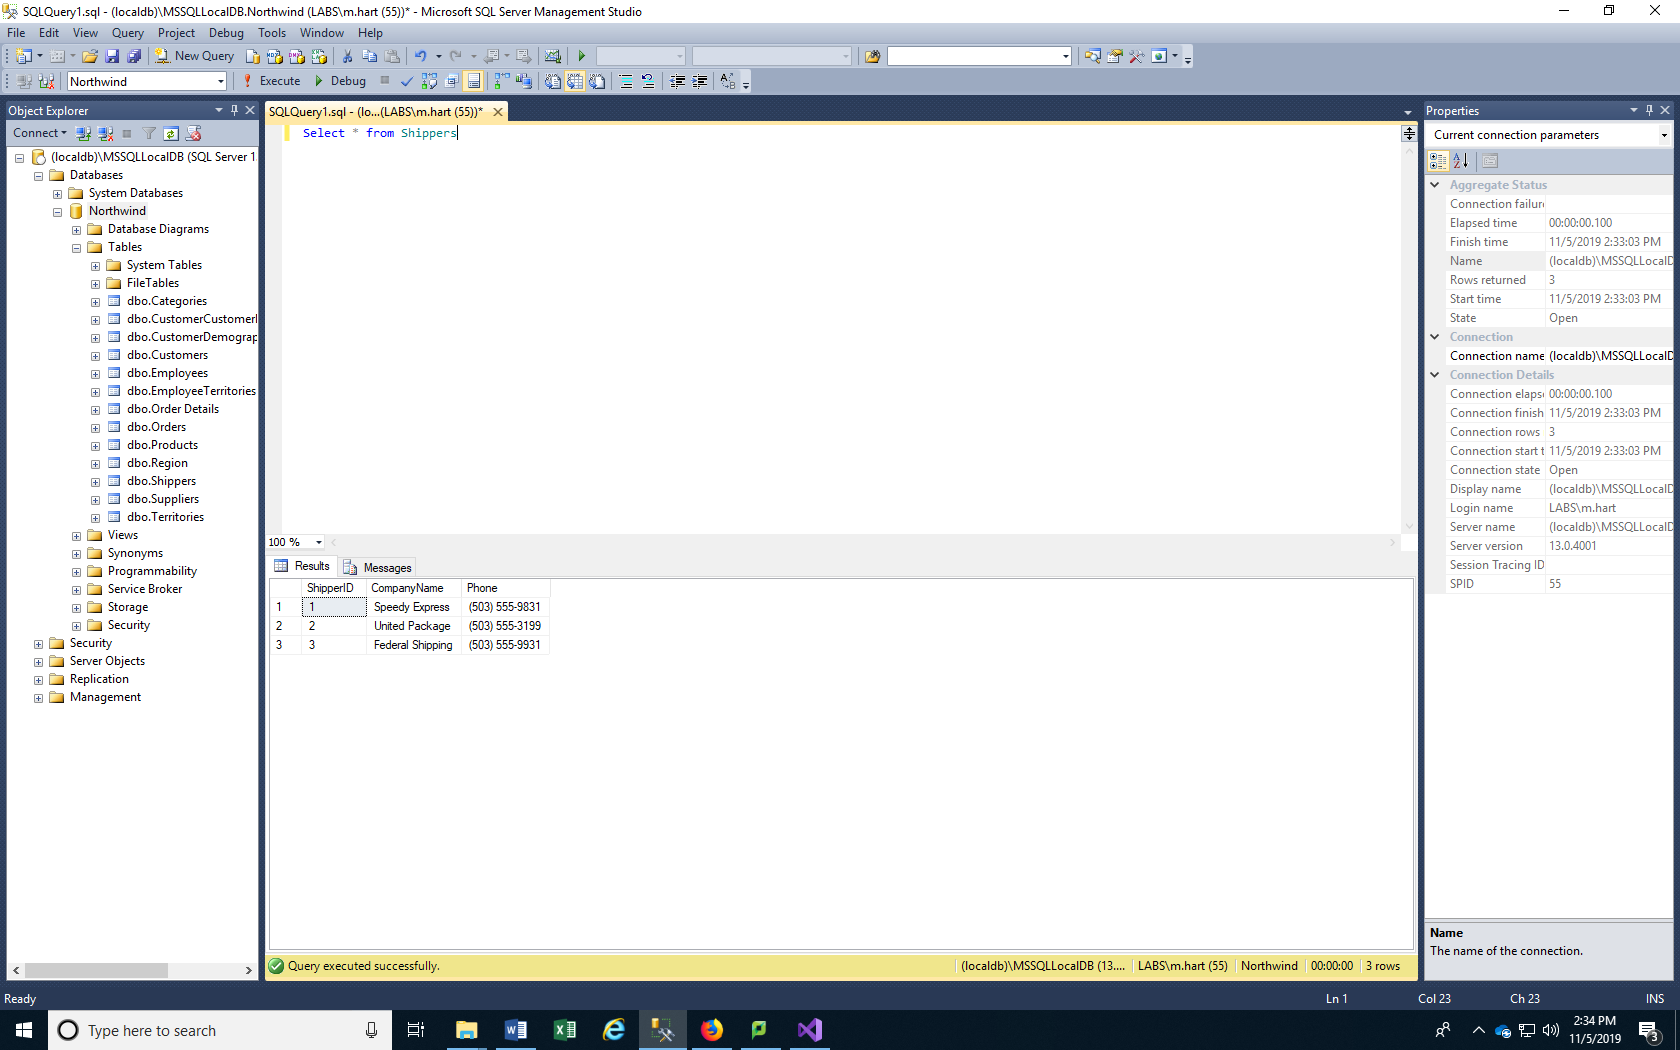 SQLQuery1.sql - (localdb)\MSSQLLocalDB.Northwind (LABS\m.hart (55))* - Microsoft SQL Server Management Studio
File Edit View Query Project Debug Tools Window Help
New Query
Northwind Execute Debug
Object Explorer
Connect
(localdb)\MSSQLLocalDB (SQL Server 1
Databases
System Databases
Northwind
Database Diagrams
Tables
System Tables
FileTables
dbo.Categories
dbo.CustomerCustomerI
dbo.CustomerDemograp
dbo.Customers
dbo.Employees
dbo.EmployeeTerritories
dbo.Order Details
dbo.Orders
dbo.Products
dbo.Region
dbo.Shippers
dbo.Suppliers
dbo.Territories
Views
Synonyms
Programmability
Service Broker
Storage
Security
Security
Server Objects
Replication
Management
SQLQuery1.sql - (lo...(LABS\m.hart (55))*
Select * from Shippers
100 %
Results Messages
ShipperID CompanyName Phone
1 1 Speedy Express (503) 555-9831
2 2 United Package (503) 555-3199
3 3 Federal Shipping (503) 555-9931
Query executed successfully. (localdb)\MSSQLLocalDB (13.... LABS\m.hart (55) Northwind 00:00:00 3 rows
Properties
Current connection parameters
Aggregate Status
Connection failure
Elapsed time 00:00:00.100
Finish time 11/5/2019 2:33:03 PM
Name (localdb)\MSSQLLocalD
Rows returned 3
Start time 11/5/2019 2:33:03 PM
State Open
Connection
Connection name (localdb)\MSSQLLocalD
Connection Details
Connection elaps 00:00:00.100
Connection finish 11/5/2019 2:33:03 PM
Connection rows 3
Connection start t 11/5/2019 2:33:03 PM
Connection state Open
Display name (localdb)\MSSQLLocalD
Login name LABS\m.hart
Server name (localdb)\MSSQLLocalD
Server version 13.0.4001
Session Tracing ID
SPID 55
Name
The name of the connection.
Ready Ln 1 Col 23 Ch 23 INS
Type here to search
2:34 PM
11/5/2019
3